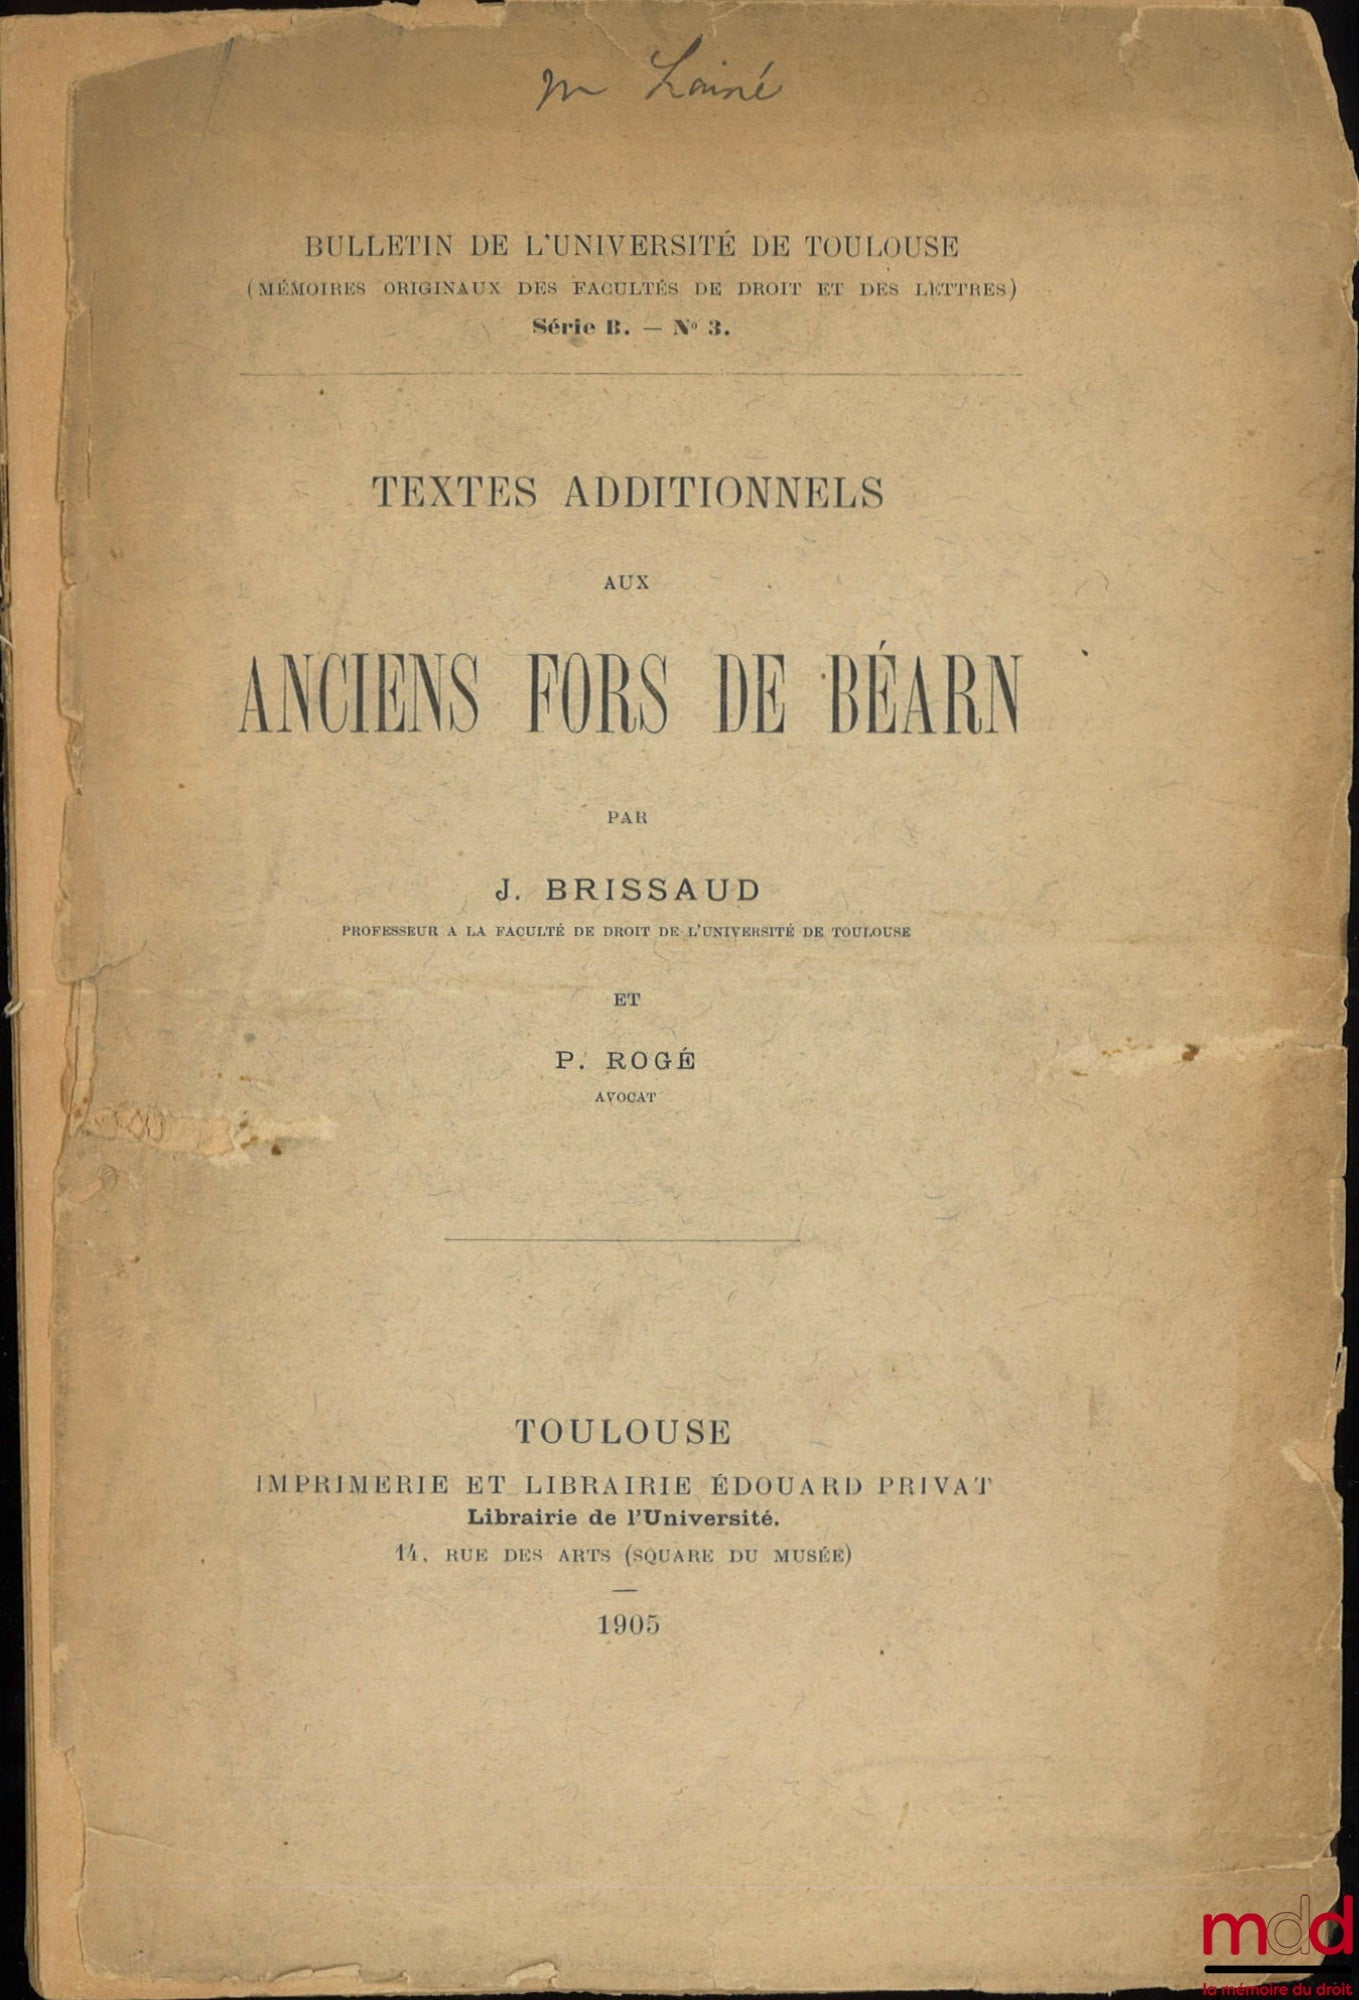 M Lainé
BULLETIN DE L'UNIVERSITÉ DE TOULOUSE
(MÉMOIRES ORIGINAUX DES FACULTÉS DE DROIT ET DES LETTRES)
Série B. — Nº 3.
TEXTES ADDITIONNELS
AUX
ANCIENS FORS DE BÉARN
PAR
J. BRISSAUD
PROFESSEUR A LA FACULTÉ DE DROIT DE L'UNIVERSITÉ DE TOULOUSE
ET
P. ROGÉ
AVOCAT
TOULOUSE
IMPRIMERIE ET LIBRAIRIE ÉDOUARD PRIVAT
Librairie de l'Université.
14, RUE DES ARTS (SQUARE DU MUSÉE)
1905
mdd
la mémoire du droit